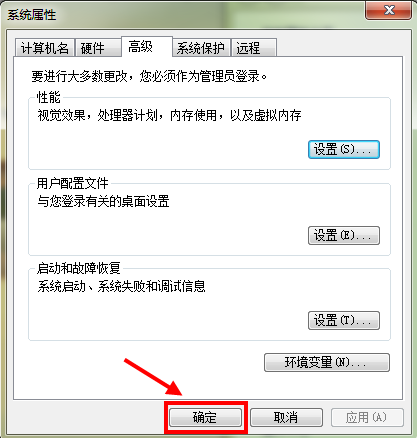 系统属性
计算机名 硬件 高级 系统保护 远程
要进行大多数更改，您必须作为管理员登录。
性能
视觉效果，处理器计划，内存使用，以及虚拟内存
设置(S)...
用户配置文件
与您登录有关的桌面设置
设置(E)...
启动和故障恢复
系统启动、系统失败和调试信息
设置(T)...
环境变量(N)...
确定 取消 应用(A)